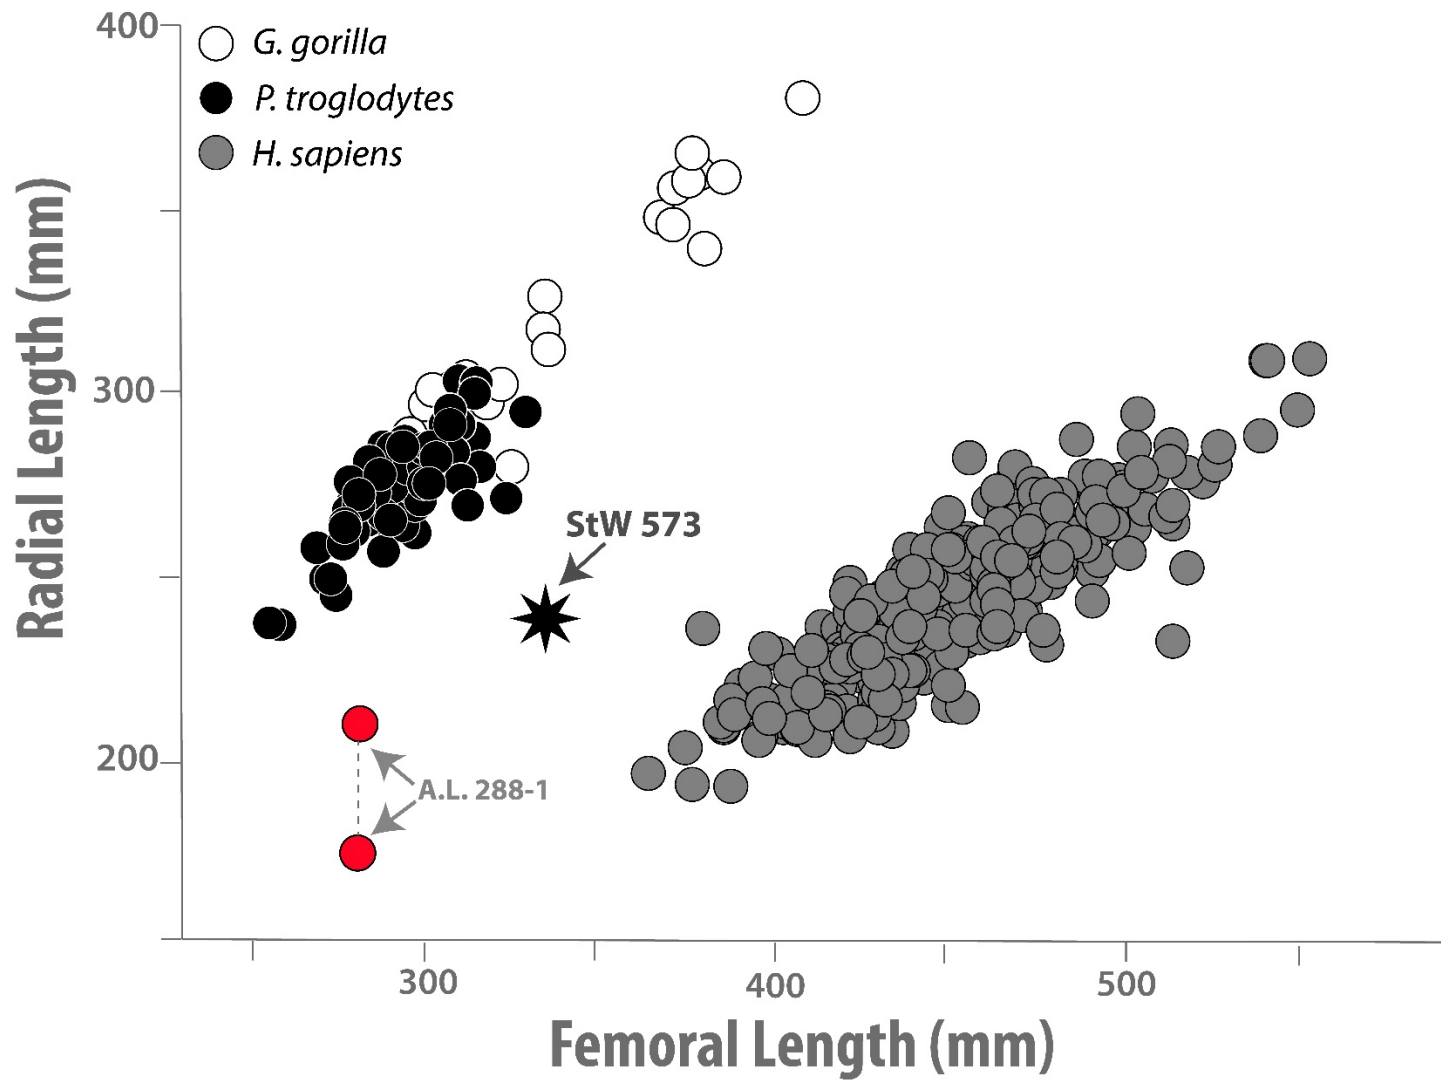 400
G. gorilla
P. troglodytes
H. sapiens
Radial Length (mm)
300
StW 573
200
A.L. 288-1
300
400
500
Femoral Length (mm)